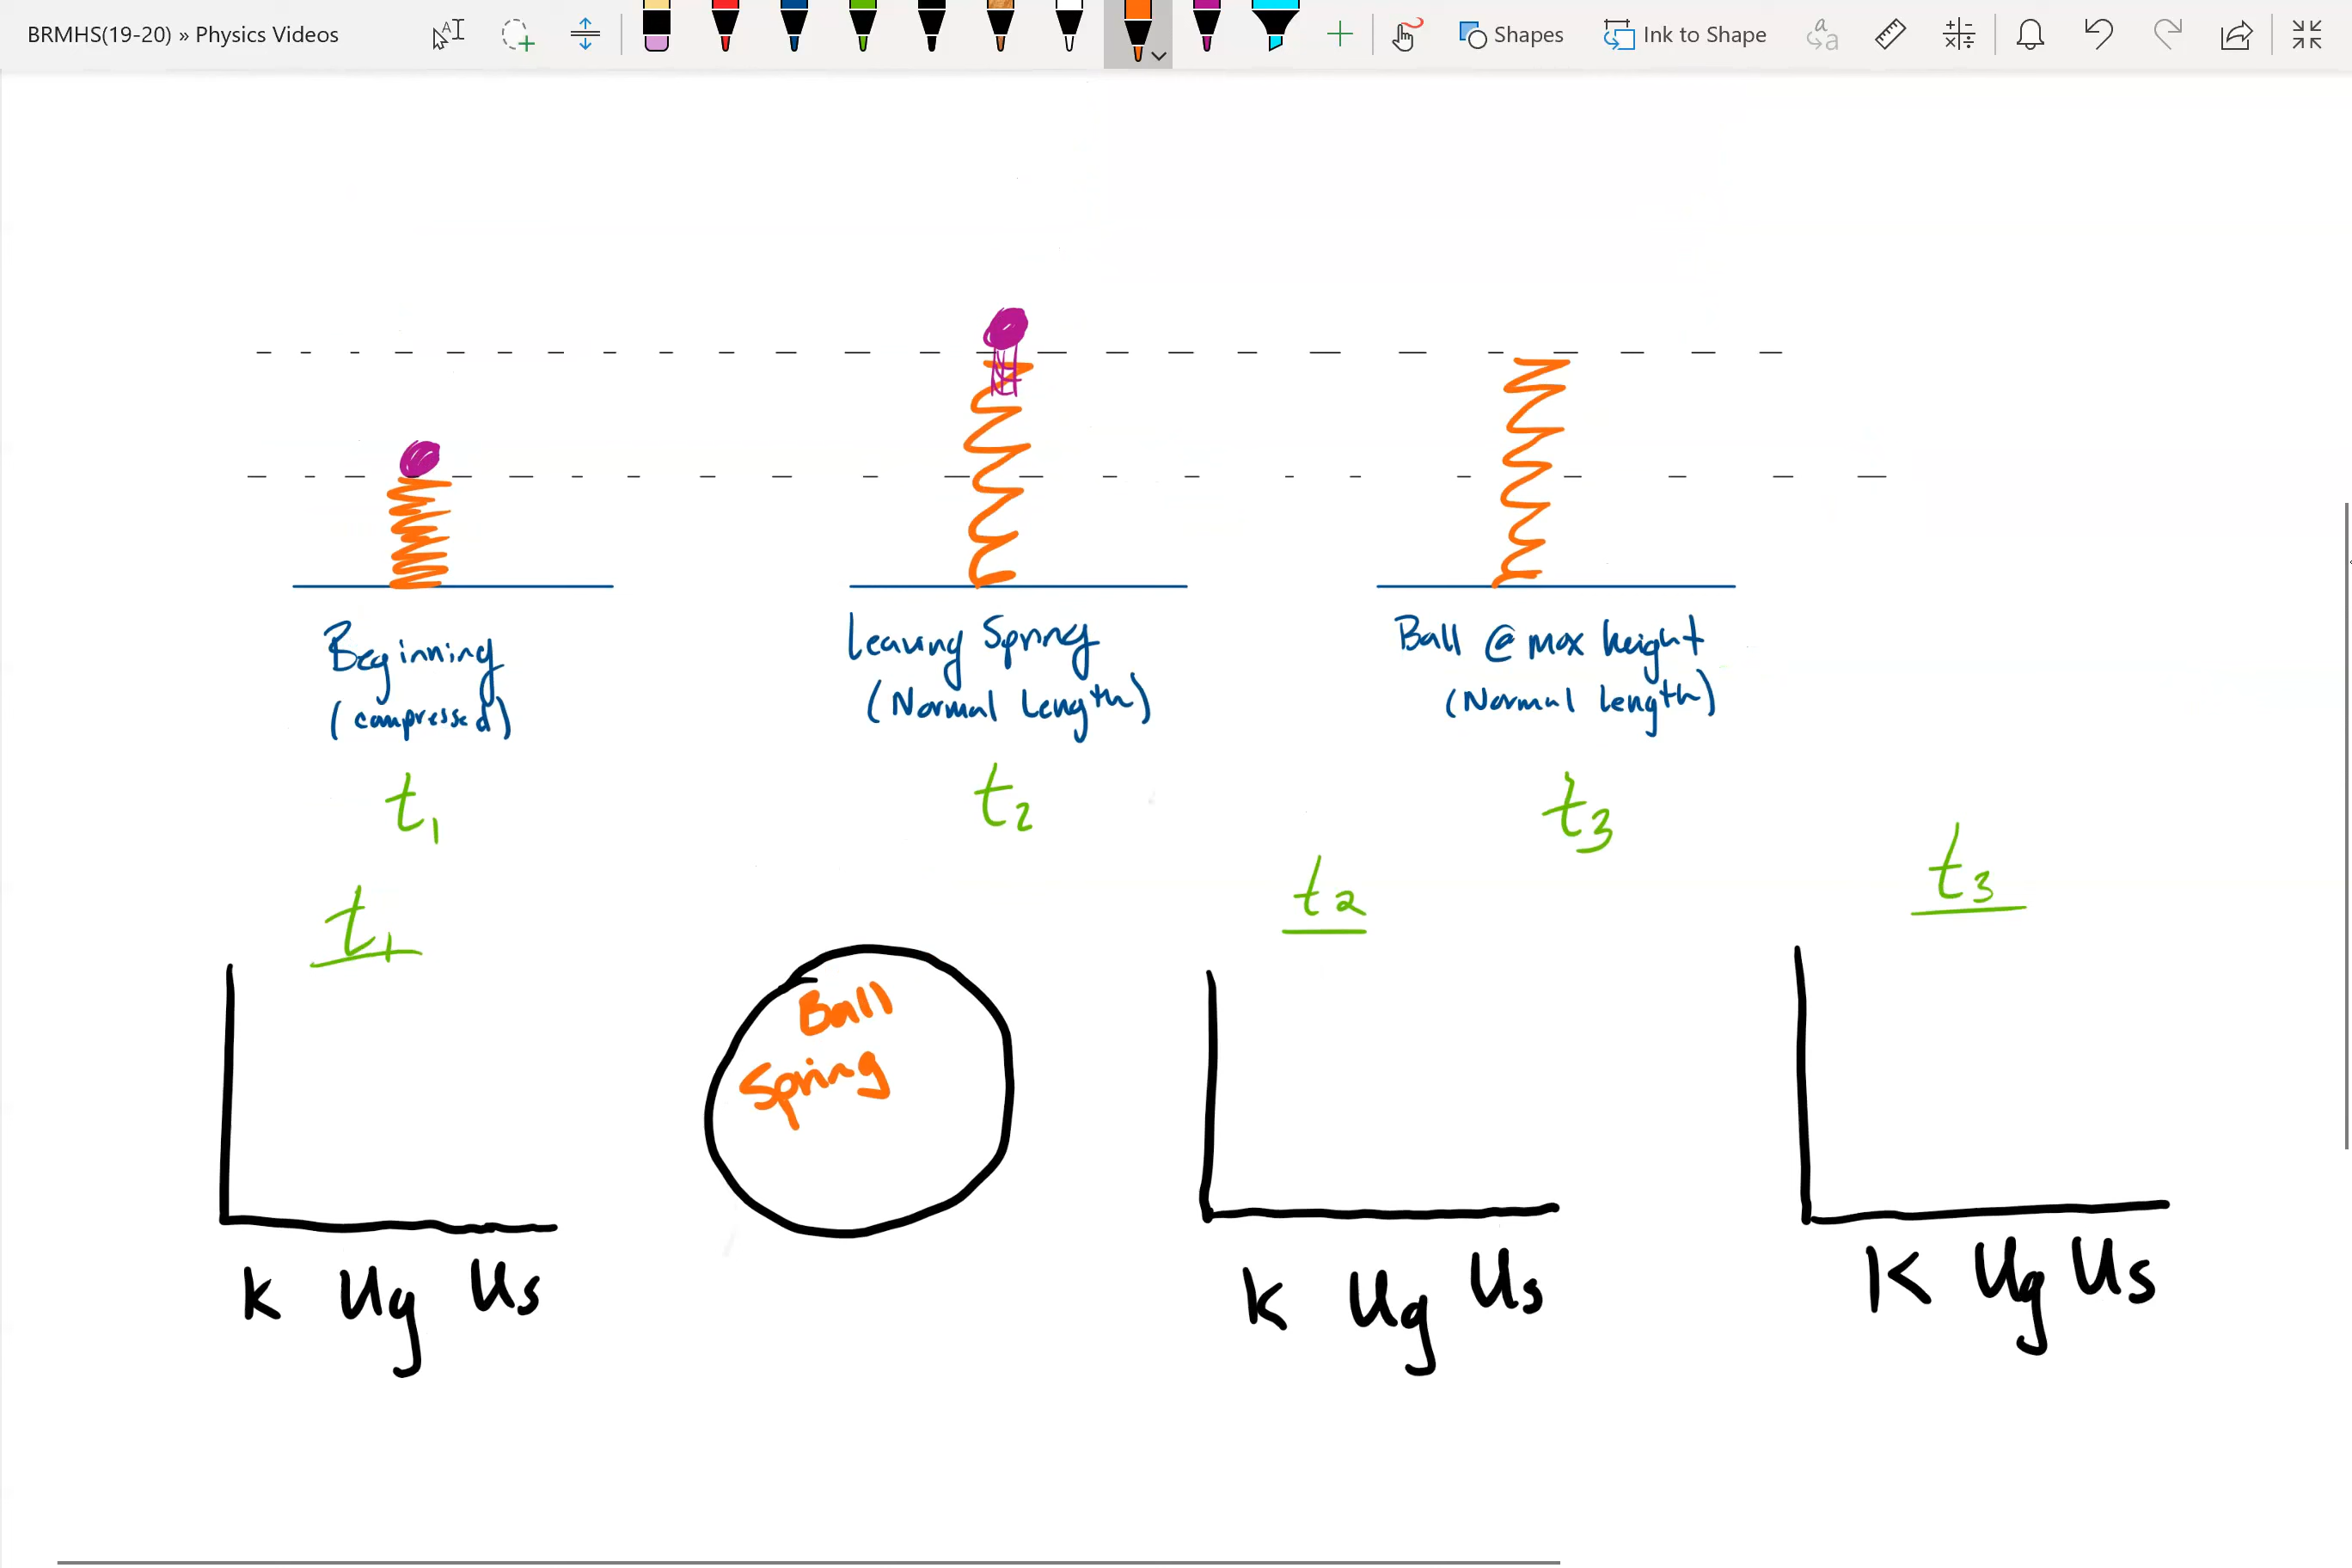 BRMHS(19-20) » Physics Videos
Shapes
Ink to Shape
Beginning
(compressed)
t1
Leaving Spring
(Normal Length)
t2
Ball @ max height
(Normal length)
t3
t1
t2
t3
Ball
Spring
K Ug Us
K Ug Us
K Ug Us